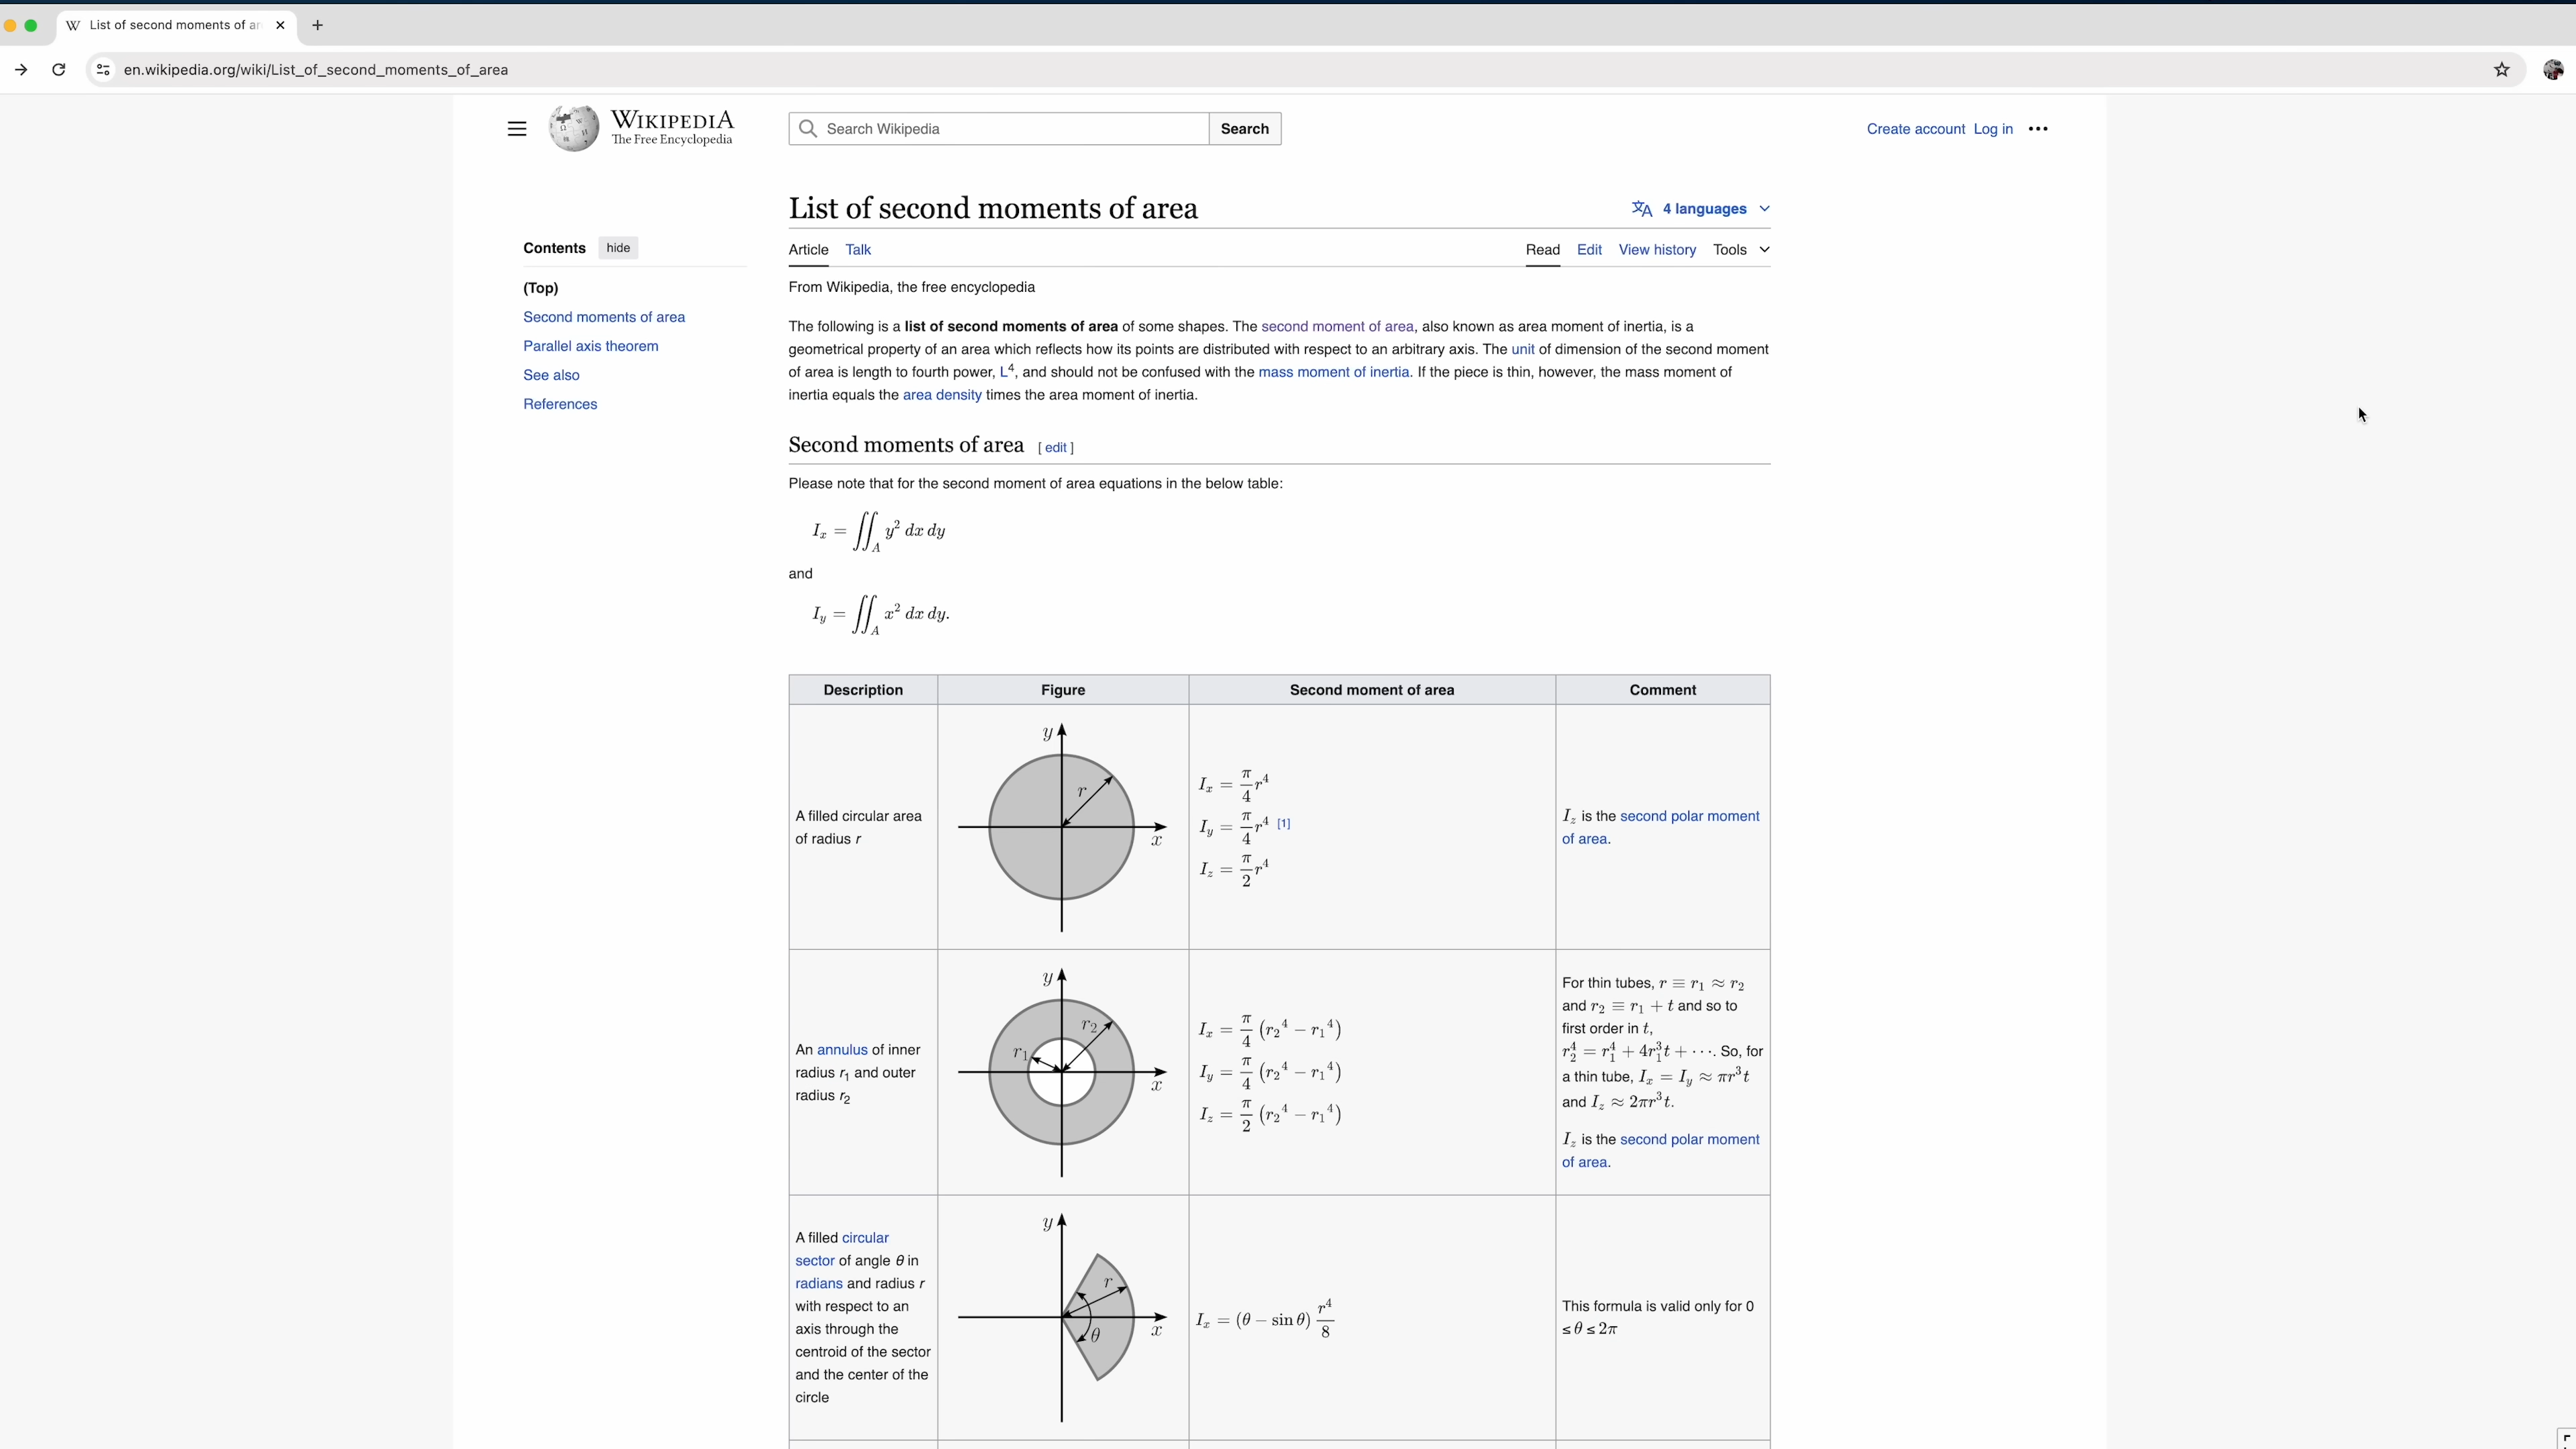 List of second moments of ar
en.wikipedia.org/wiki/List_of_second_moments_of_area
WIKIPEDIA
The Free Encyclopedia
Search Wikipedia
Search
Create account Log in
List of second moments of area
4 languages
Contents hide
Article Talk
Read Edit View history Tools
(Top)
Second moments of area
Parallel axis theorem
See also
References
From Wikipedia, the free encyclopedia
The following is a list of second moments of area of some shapes. The second moment of area, also known as area moment of inertia, is a
geometrical property of an area which reflects how its points are distributed with respect to an arbitrary axis. The unit of dimension of the second moment
of area is length to fourth power, L⁴, and should not be confused with the mass moment of inertia. If the piece is thin, however, the mass moment of
inertia equals the area density times the area moment of inertia.
Second moments of area [ edit ]
Please note that for the second moment of area equations in the below table:
Iₓ = ∬_A y² dx dy
and
I_y = ∬_A x² dx dy.
Description Figure Second moment of area Comment
A filled circular area
of radius r
y
r
x
Iₓ = π/4 r⁴
I_y = π/4 r⁴ [1]
I_z = π/2 r⁴
I_z is the second polar moment
of area.
An annulus of inner
radius r₁ and outer
radius r₂
y
r₂
r₁
x
Iₓ = π/4 (r₂⁴ − r₁⁴)
I_y = π/4 (r₂⁴ − r₁⁴)
I_z = π/2 (r₂⁴ − r₁⁴)
For thin tubes, r ≡ r₁ ≈ r₂
and r₂ ≡ r₁ + t and so to
first order in t,
r₂⁴ = r₁⁴ + 4r₁³t + ⋯. So, for
a thin tube, Iₓ = I_y ≈ πr³t
and I_z ≈ 2πr³t.
I_z is the second polar moment
of area.
A filled circular
sector of angle θ in
radians and radius r
with respect to an
axis through the
centroid of the sector
and the center of the
circle
y
r
θ
x
Iₓ = (θ − sin θ) r⁴/8
This formula is valid only for 0
≤ θ ≤ 2π